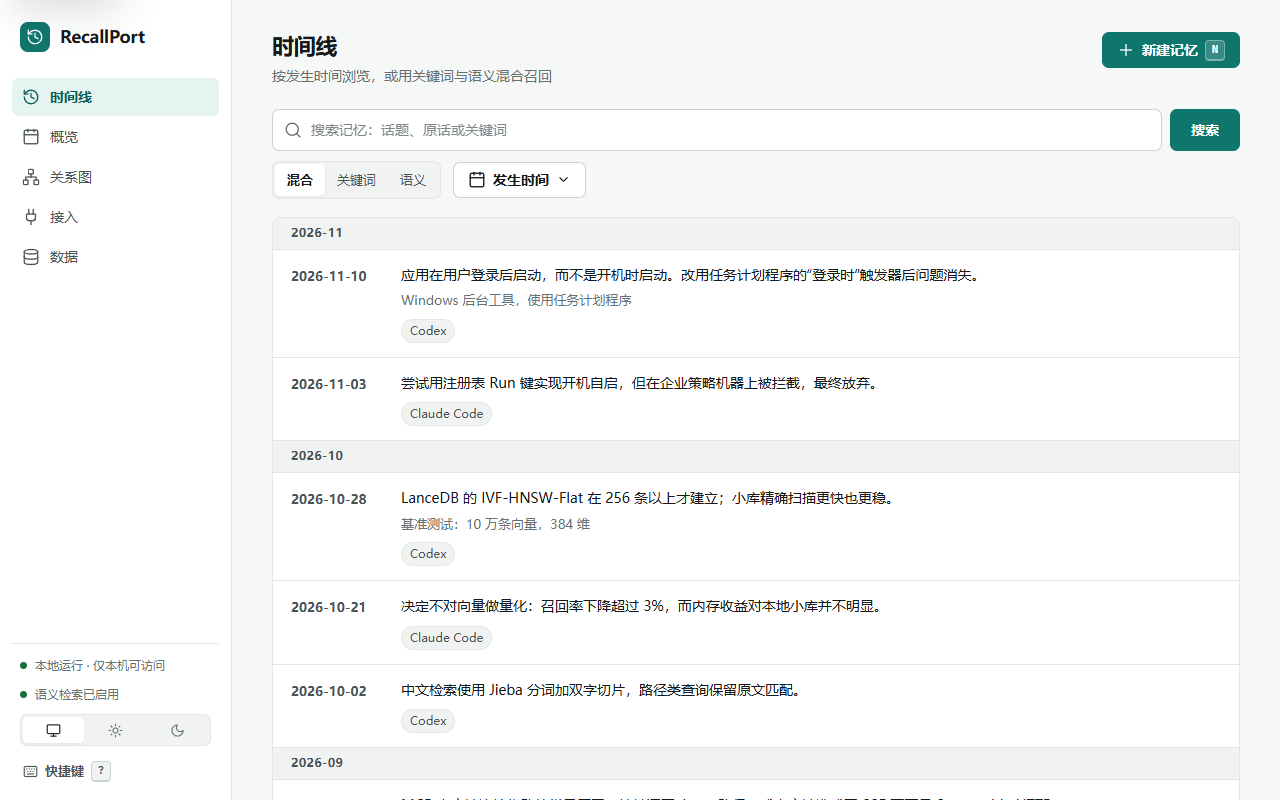 RecallPort
时间线
概览
关系图
接入
数据
本地运行 · 仅本机可访问
语义检索已启用
快捷键 ?
时间线
按发生时间浏览，或用关键词与语义混合召回
新建记忆 N
搜索记忆：话题、原话或关键词
搜索
混合 关键词 语义 发生时间
2026-11
2026-11-10 应用在用户登录后启动，而不是开机时启动。改用任务计划程序的“登录时”触发器后问题消失。
Windows 后台工具，使用任务计划程序
Codex
2026-11-03 尝试用注册表 Run 键实现开机自启，但在企业策略机器上被拦截，最终放弃。
Claude Code
2026-10
2026-10-28 LanceDB 的 IVF-HNSW-Flat 在 256 条以上才建立；小库精确扫描更快也更稳。
基准测试：10 万条向量，384 维
Codex
2026-10-21 决定不对向量做量化：召回率下降超过 3%，而内存收益对本地小库并不明显。
Claude Code
2026-10-02 中文检索使用 Jieba 分词加双字切片，路径类查询保留原文匹配。
Codex
2026-09